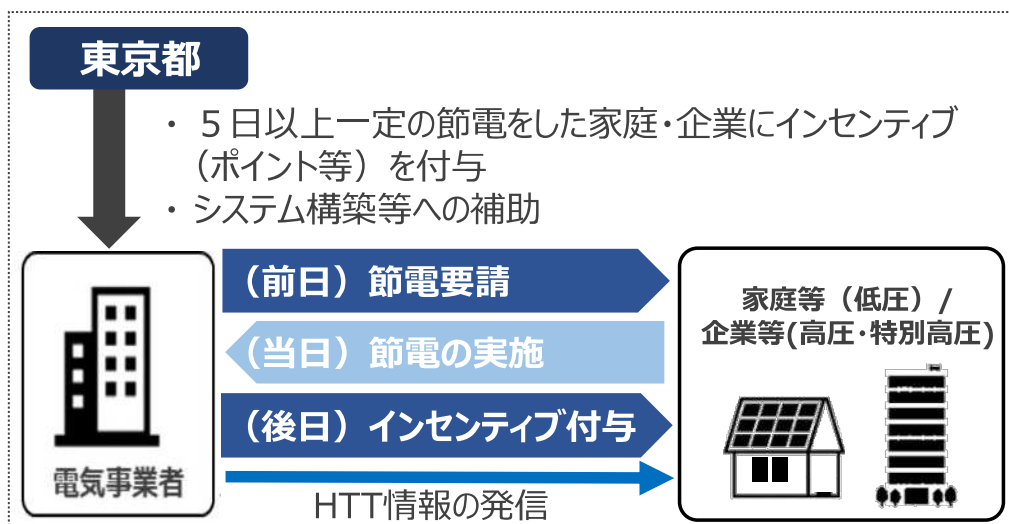 東京都
・ ５日以上一定の節電をした家庭・企業にインセンティブ
（ポイント等）を付与
・ システム構築等への補助
（前日）節電要請
（当日）節電の実施
（後日）インセンティブ付与
HTT情報の発信
電気事業者
家庭等（低圧）/
企業等(高圧・特別高圧)